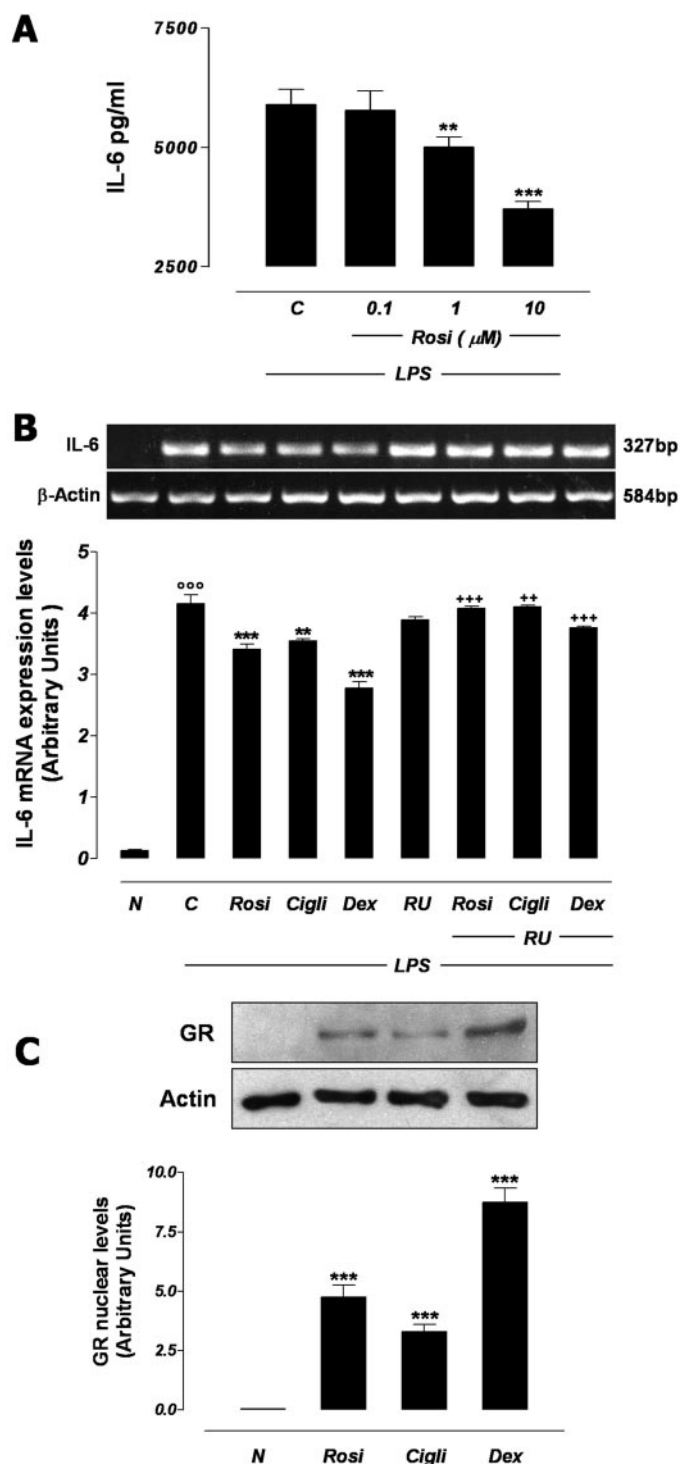 A
IL-6 pg/ml
7500
5000
2500
**
***
C 0.1 1 10
Rosi ( μM)
LPS
B
IL-6 327bp
β-Actin 584bp
IL-6 mRNA expression levels
(Arbitrary Units )
5
4
3
2
1
0
°°° *** ** *** +++ ++ +++
N C Rosi Cigli Dex RU Rosi Cigli Dex
RU
LPS
C
GR
Actin
GR nuclear levels
(Arbitrary Units)
10.0
7.5
5.0
2.5
0.0
*** *** ***
N Rosi Cigli Dex